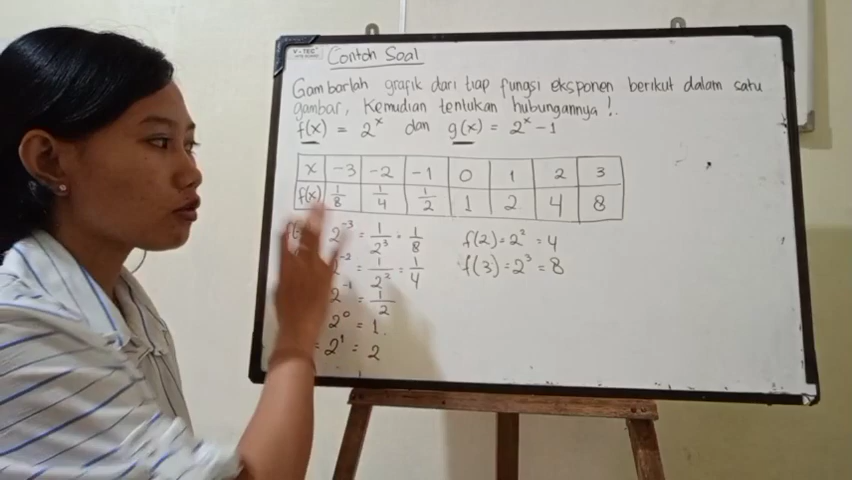 V-TEC
Contoh Soal
Gambarlah grafik dari tiap fungsi eksponen berikut dalam satu
gambar, Kemudian tentukan hubungannya !.
f(x) = 2^x dan g(x) = 2^x - 1
x -3 -2 -1 0 1 2 3
f(x) 1/8 1/4 1/2 1 2 4 8
2^-3 = 1/2^3 = 1/8
f(2) = 2^2 = 4
2^-2 = 1/2^2 = 1/4
f(3) = 2^3 = 8
2^-1 = 1/2
2^0 = 1.
= 2^1 = 2